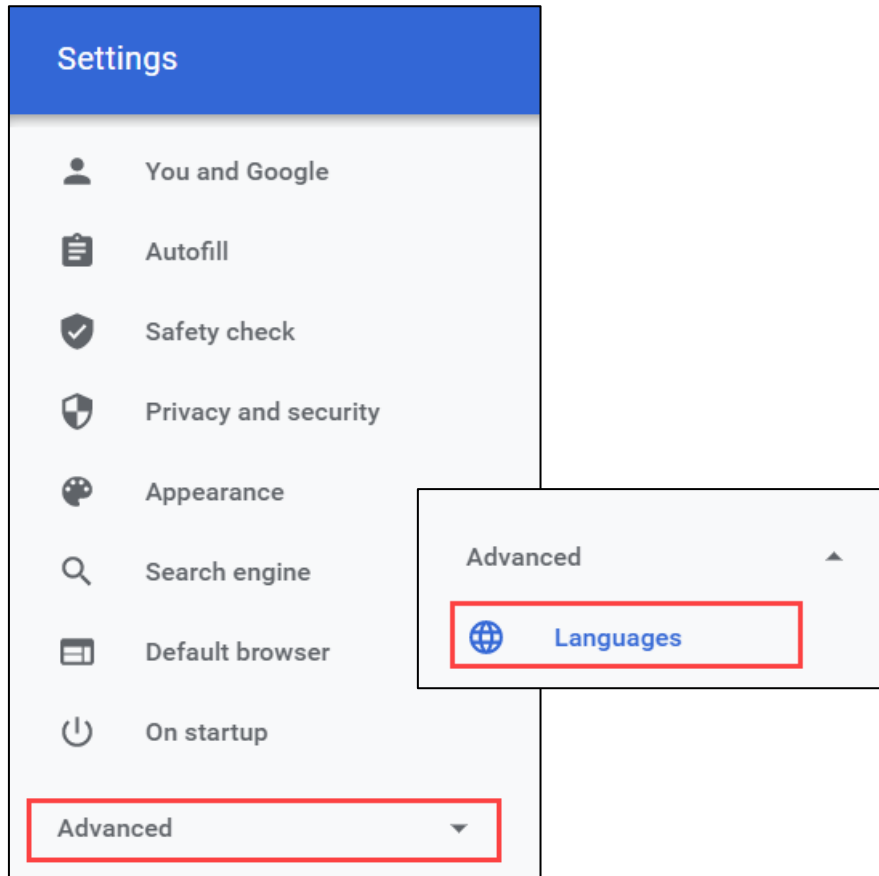 Settings
You and Google
Autofill
Safety check
Privacy and security
Appearance
Search engine
Default browser
On startup
Advanced
Advanced
Languages